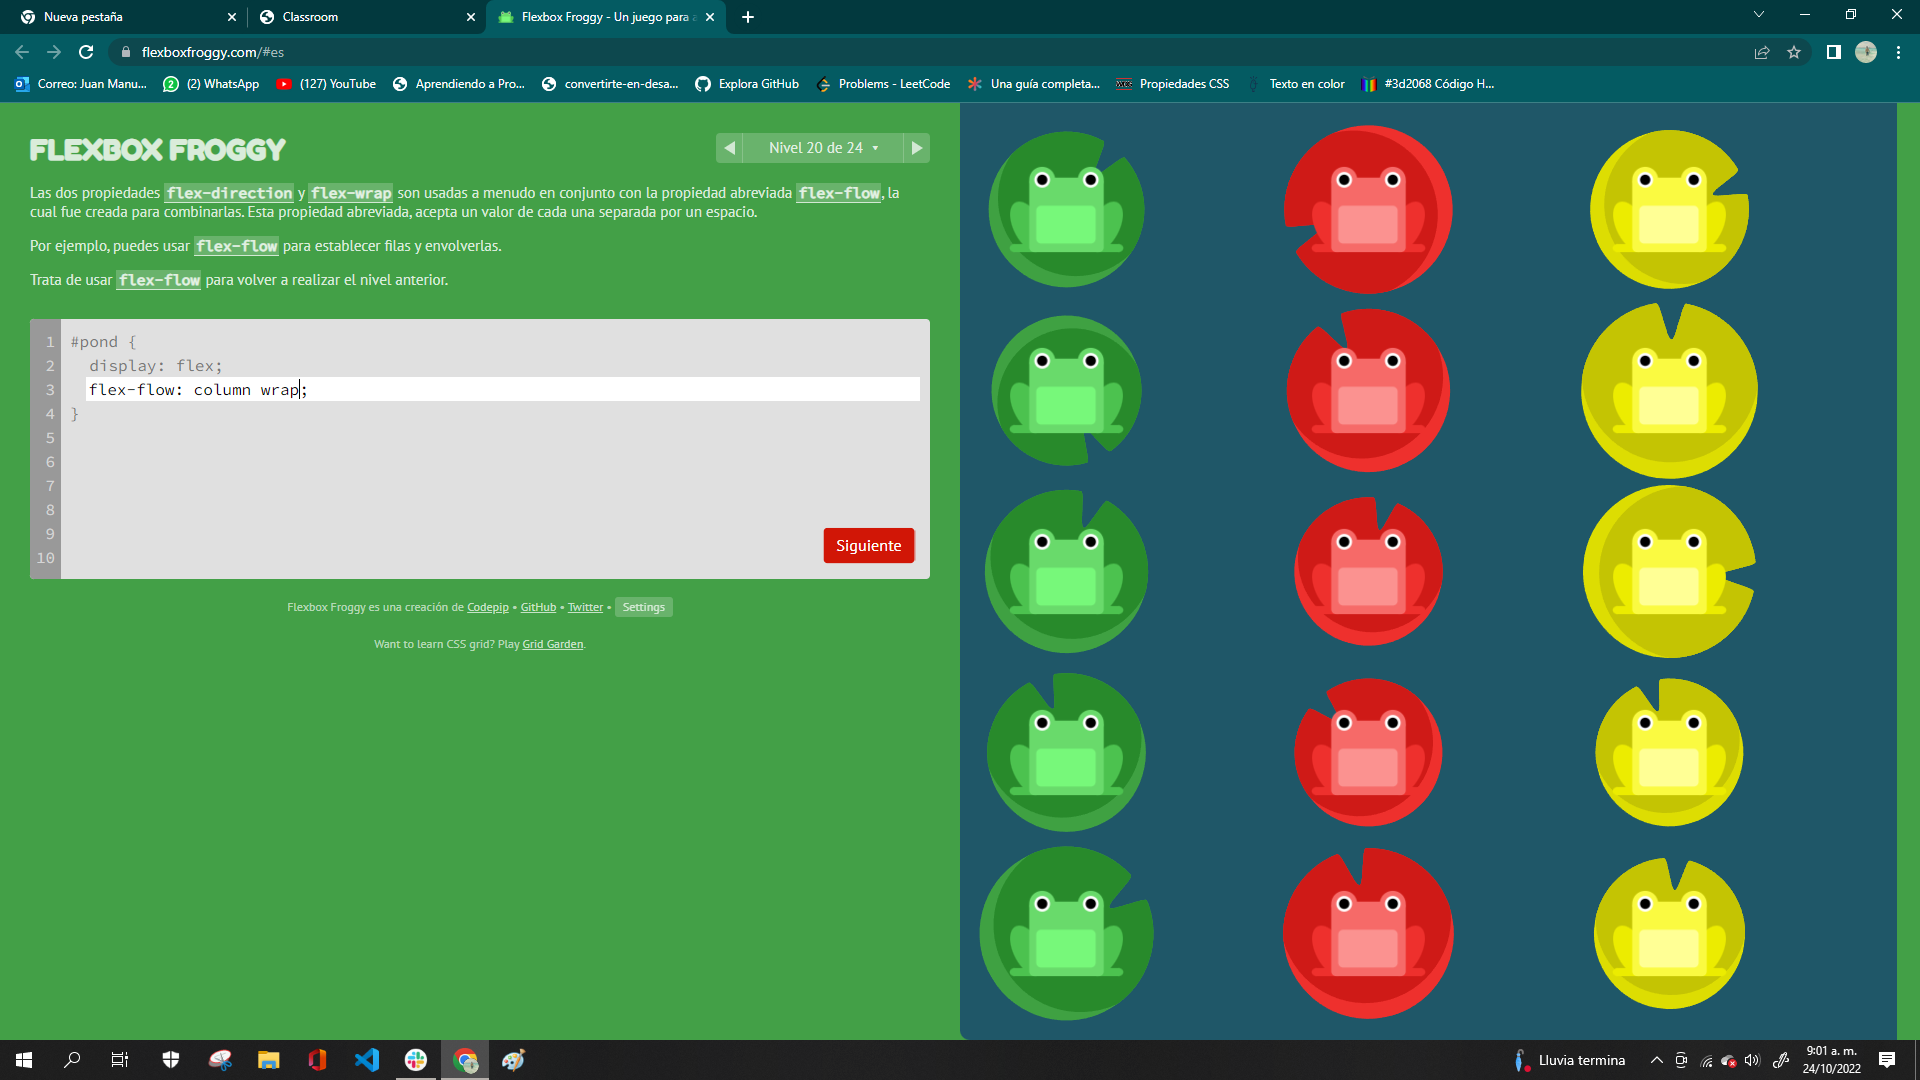 Nueva pestaña
Classroom
Flexbox Froggy - Un juego para a
flexboxfroggy.com/#es
Correo: Juan Manu...
(2) WhatsApp
(127) YouTube
Aprendiendo a Pro...
convertirte-en-desa...
Explora GitHub
Problems - LeetCode
Una guía completa...
Propiedades CSS
Texto en color
#3d2068 Código H...
FLEXBOX FROGGY
Nivel 20 de 24
Las dos propiedades flex-direction y flex-wrap son usadas a menudo en conjunto con la propiedad abreviada flex-flow, la
cual fue creada para combinarlas. Esta propiedad abreviada, acepta un valor de cada una separada por un espacio.
Por ejemplo, puedes usar flex-flow para establecer filas y envolverlas.
Trata de usar flex-flow para volver a realizar el nivel anterior.
1 #pond {
2 display: flex;
3 flex-flow: column wrap;
4 }
5
6
7
8
9
10
Siguiente
Flexbox Froggy es una creación de Codepip • GitHub • Twitter • Settings
Want to learn CSS grid? Play Grid Garden.
Lluvia termina
9:01 a. m.
24/10/2022